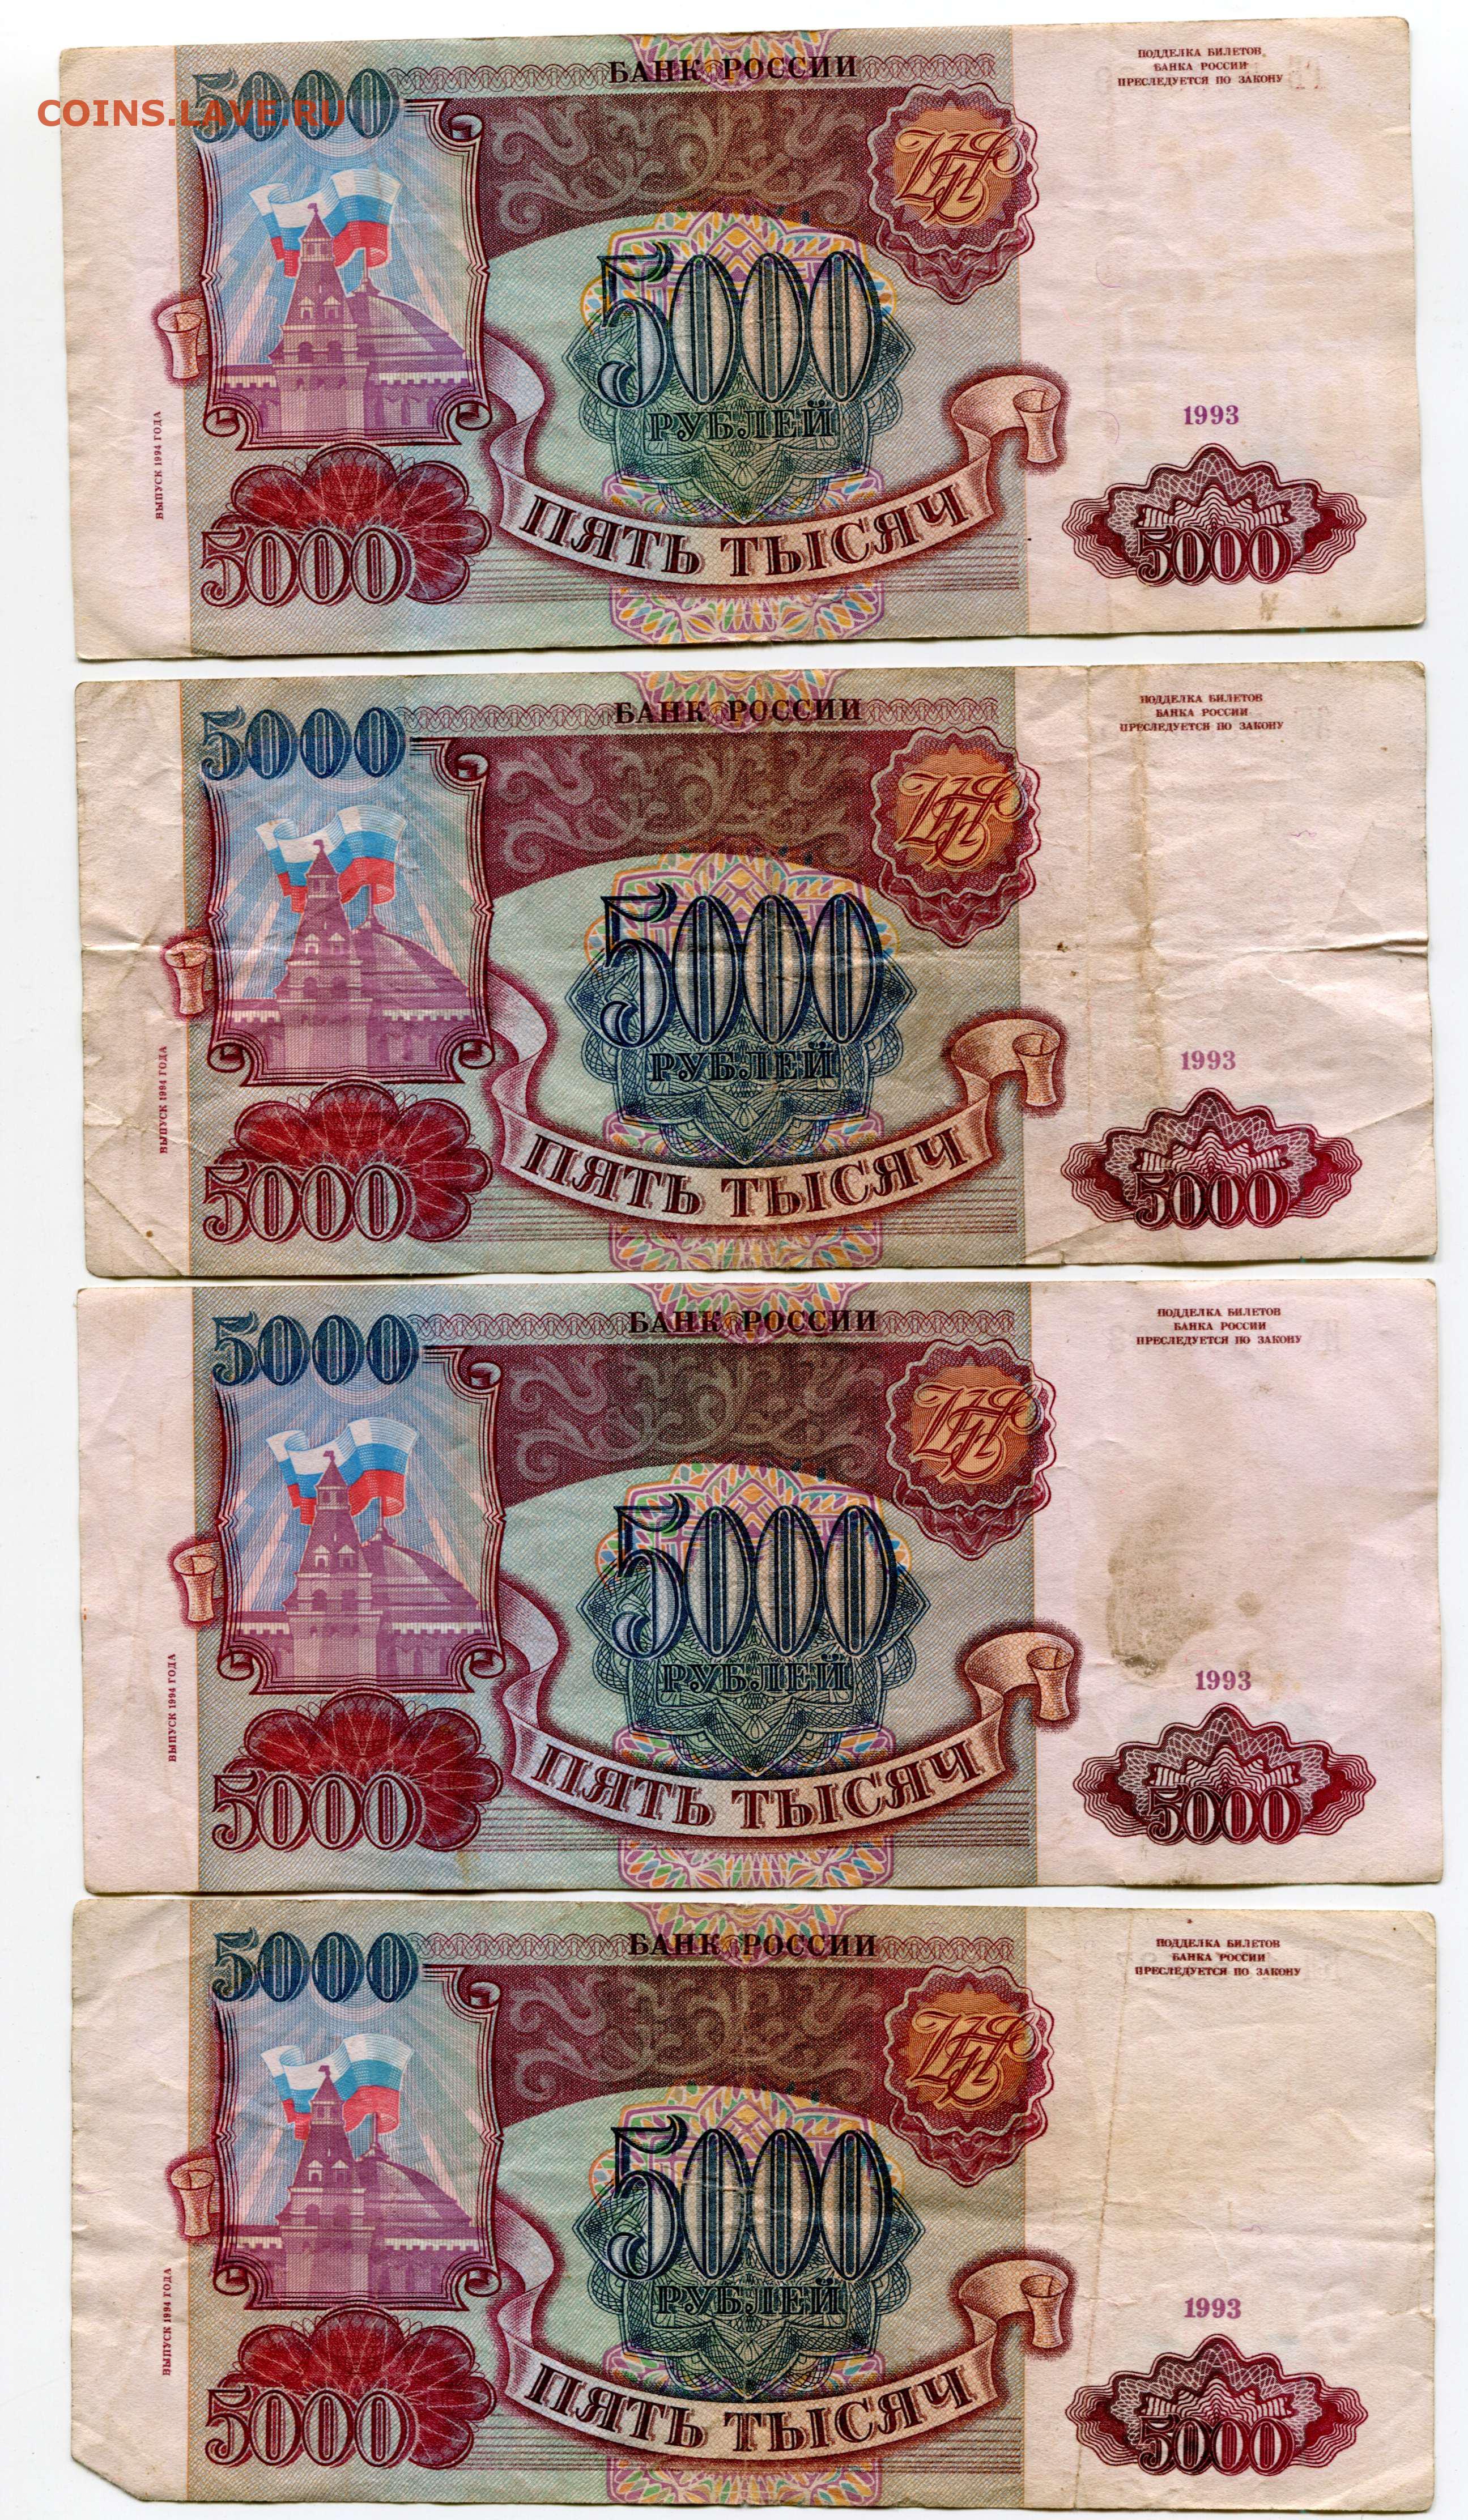 COINS.LAVE.RU
5000
БАНК РОССИИ
ПОДДЕЛКА БИЛЕТОВ
БАНКА РОССИИ
ПРЕСЛЕДУЕТСЯ ПО ЗАКОНУ
5000
РУБЛЕЙ
1993
ВЫПУСК 1994 ГОДА
ПЯТЬ ТЫСЯЧ
5000
5000
5000
БАНК РОССИИ
ПОДДЕЛКА БИЛЕТОВ
БАНКА РОССИИ
ПРЕСЛЕДУЕТСЯ ПО ЗАКОНУ
5000
РУБЛЕЙ
1993
ВЫПУСК 1994 ГОДА
ПЯТЬ ТЫСЯЧ
5000
5000
5000
БАНК РОССИИ
ПОДДЕЛКА БИЛЕТОВ
БАНКА РОССИИ
ПРЕСЛЕДУЕТСЯ ПО ЗАКОНУ
5000
РУБЛЕЙ
1993
ВЫПУСК 1994 ГОДА
ПЯТЬ ТЫСЯЧ
5000
5000
5000
БАНК РОССИИ
ПОДДЕЛКА БИЛЕТОВ
БАНКА РОССИИ
ПРЕСЛЕДУЕТСЯ ПО ЗАКОНУ
5000
РУБЛЕЙ
1993
ВЫПУСК 1994 ГОДА
ПЯТЬ ТЫСЯЧ
5000
5000